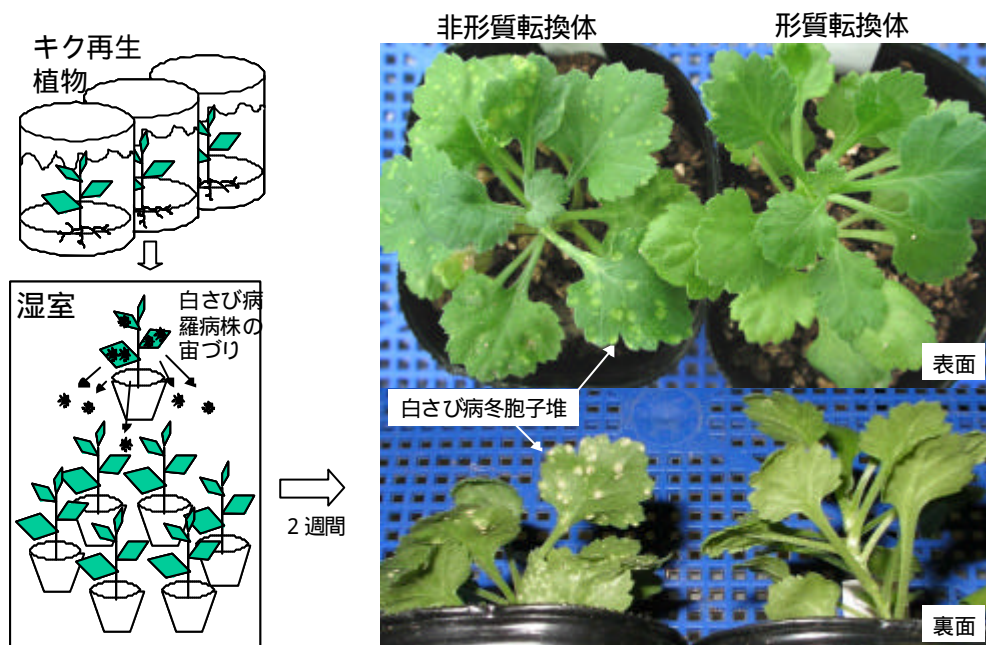 キク再生
植物
湿室
白さび病
羅病株の
宙づり
2週間
非形質転換体
形質転換体
表面
白さび病冬胞子堆
裏面